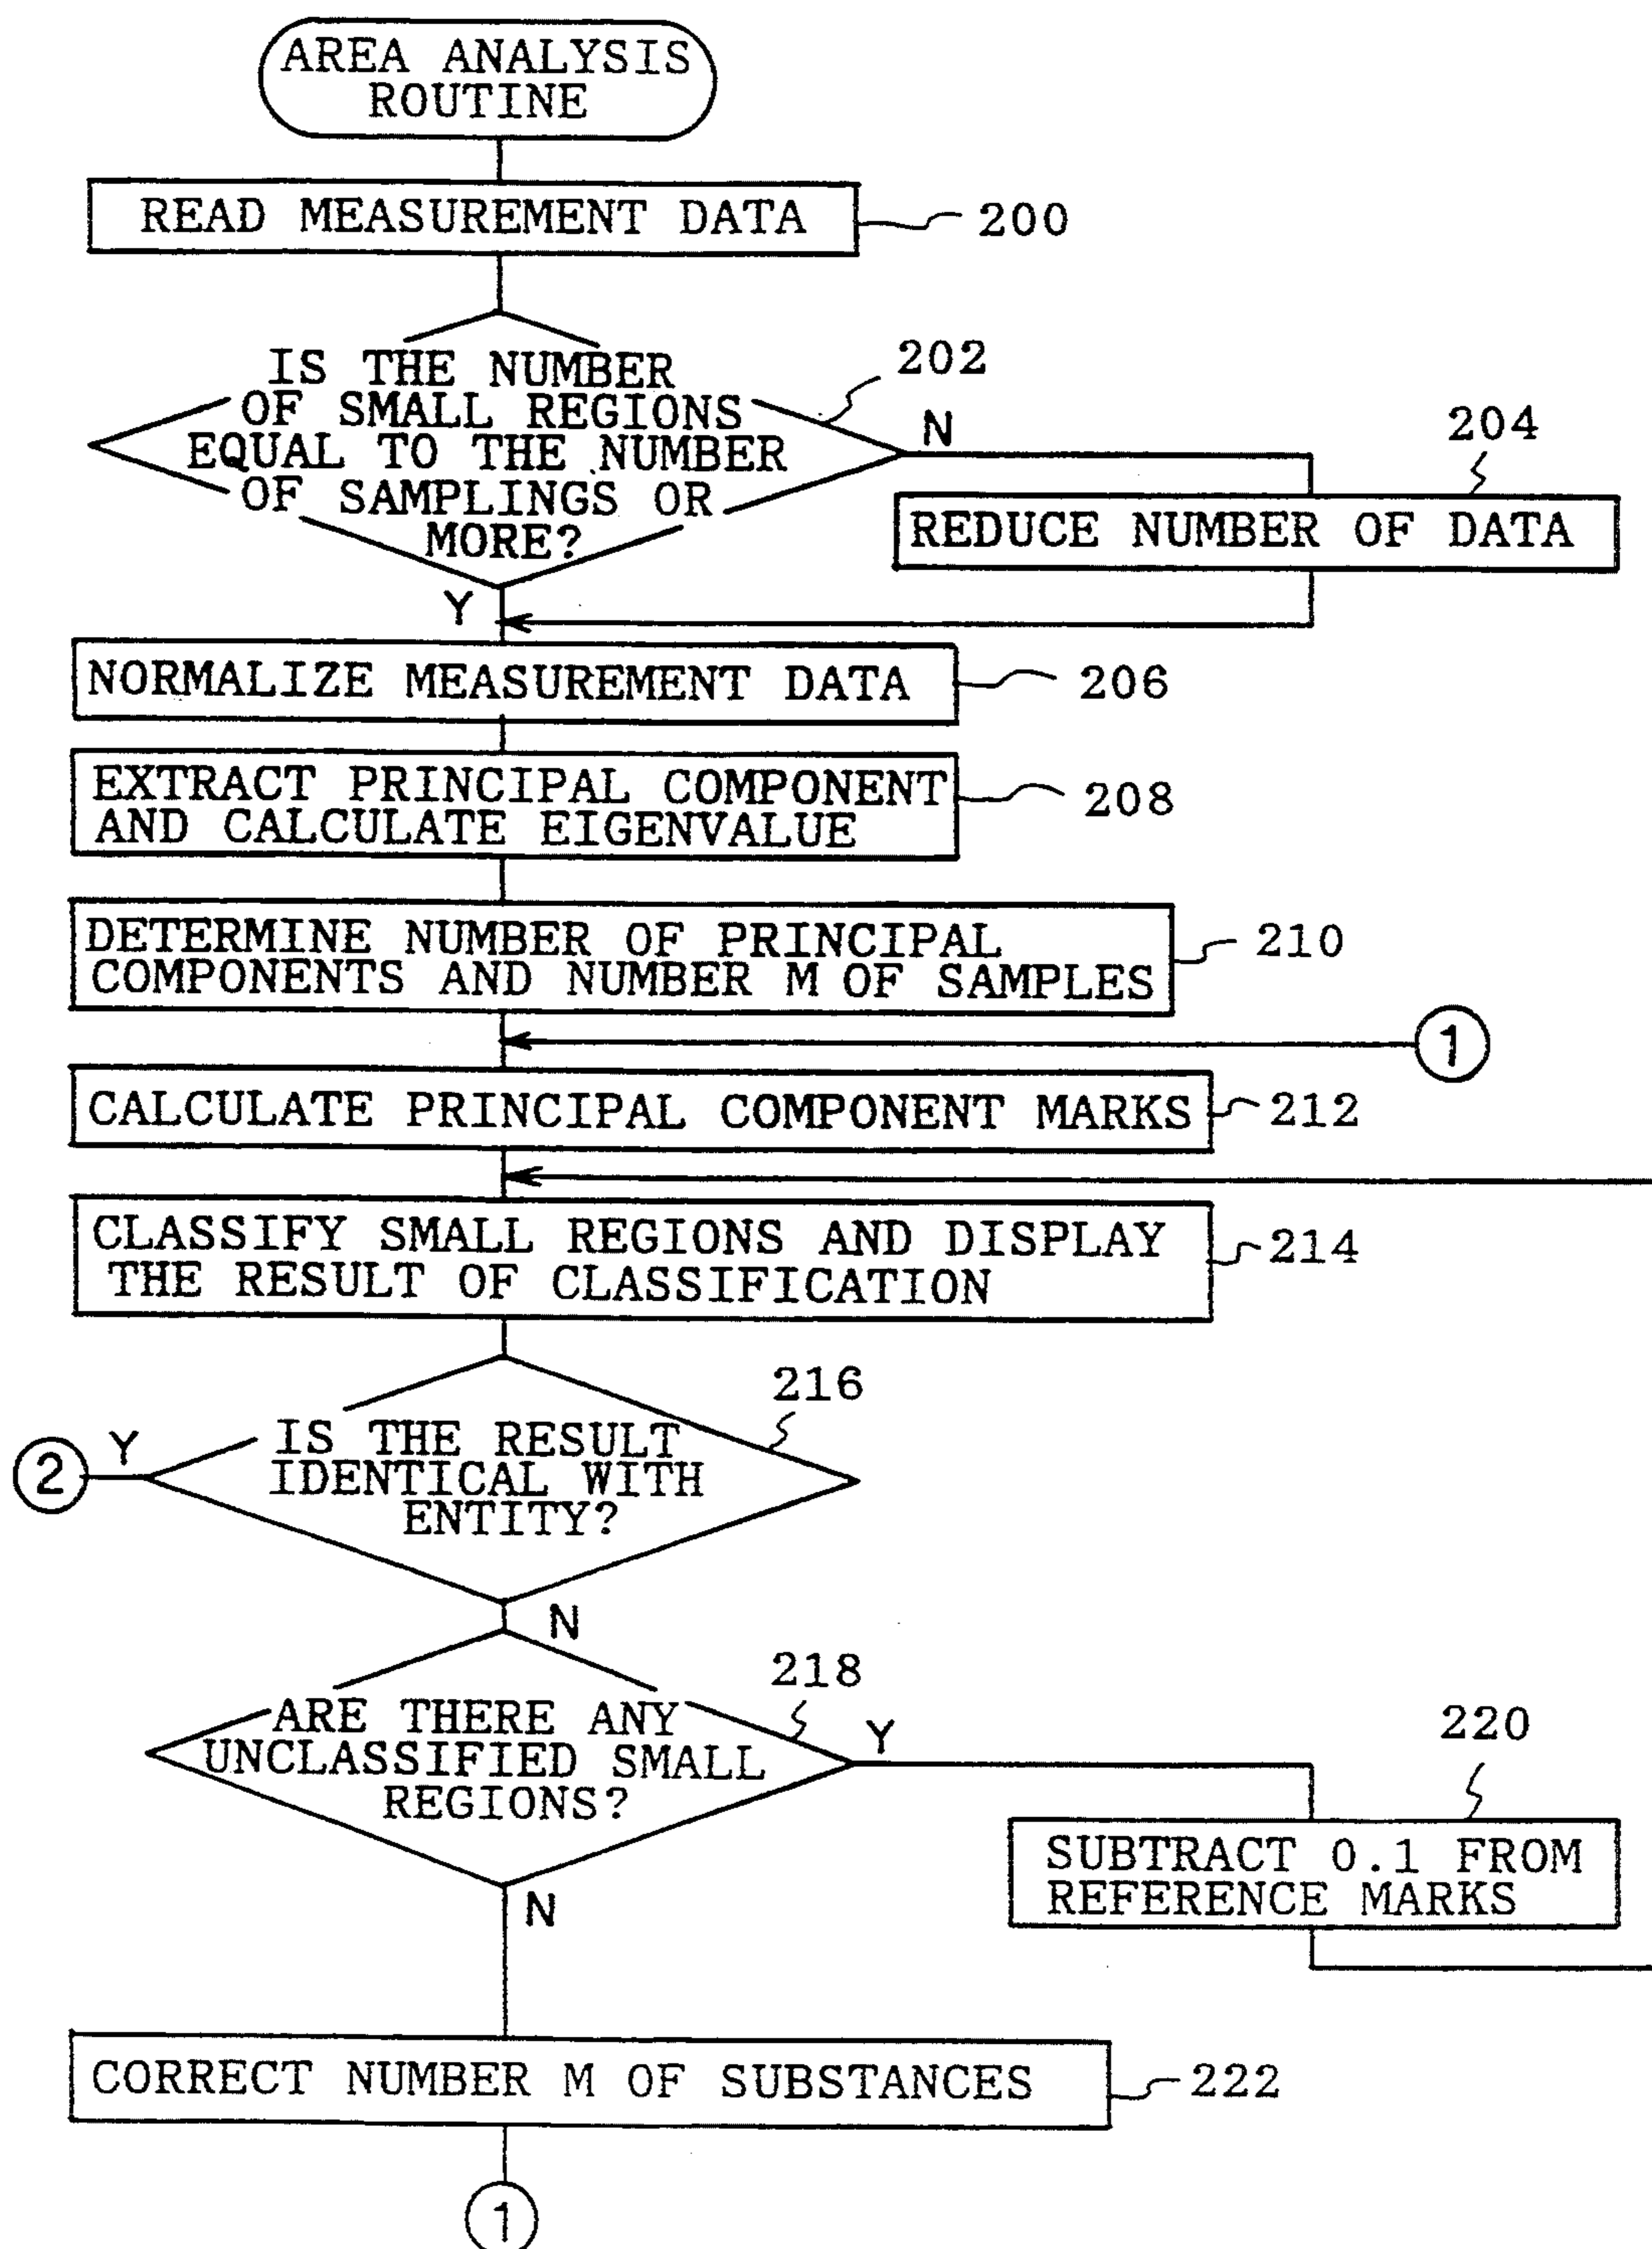 AREA ANALYSIS
ROUTINE
READ MEASUREMENT DATA
200
IS THE NUMBER
OF SMALL REGIONS
EQUAL TO THE NUMBER
OF SAMPLINGS OR
MORE?
202
N
Y
204
REDUCE NUMBER OF DATA
NORMALIZE MEASUREMENT DATA
206
EXTRACT PRINCIPAL COMPONENT
AND CALCULATE EIGENVALUE
208
DETERMINE NUMBER OF PRINCIPAL
COMPONENTS AND NUMBER M OF SAMPLES
210
1
CALCULATE PRINCIPAL COMPONENT MARKS
212
CLASSIFY SMALL REGIONS AND DISPLAY
THE RESULT OF CLASSIFICATION
214
216
2
Y
IS THE RESULT
IDENTICAL WITH
ENTITY?
N
218
ARE THERE ANY
UNCLASSIFIED SMALL
REGIONS?
Y
N
220
SUBTRACT 0.1 FROM
REFERENCE MARKS
CORRECT NUMBER M OF SUBSTANCES
222
1